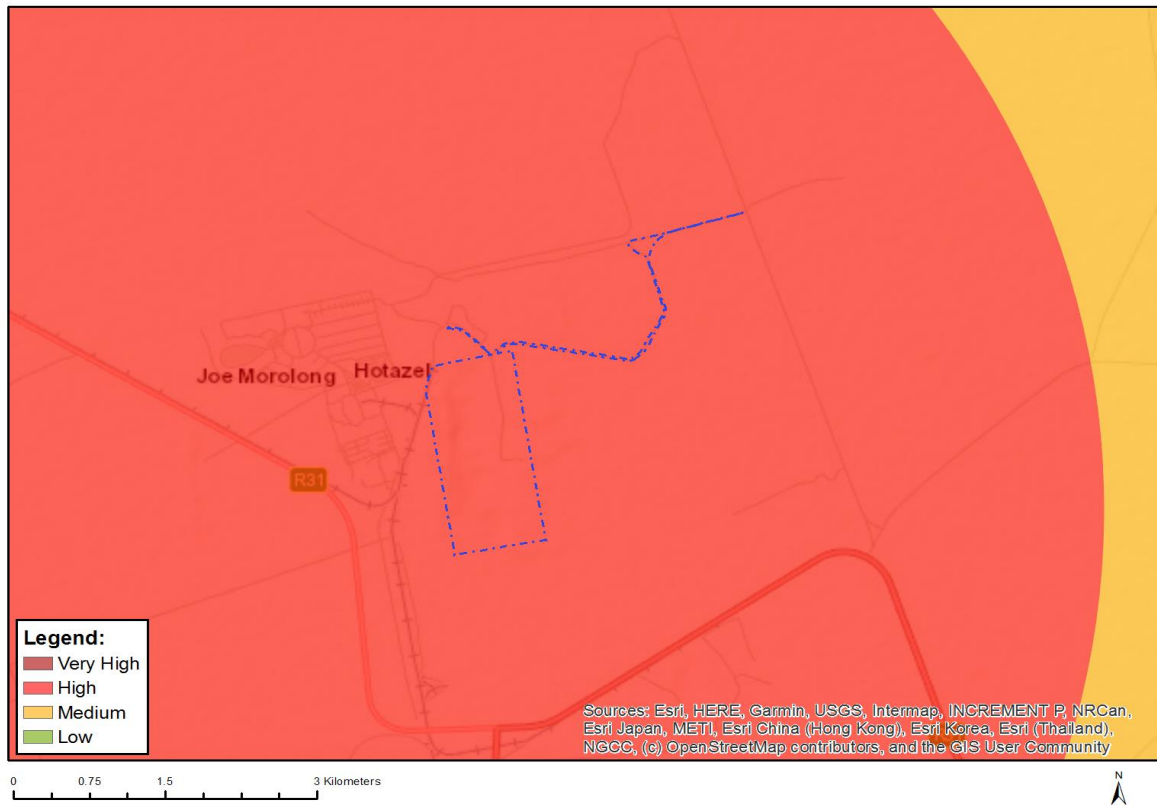 Joe Morolong
Hotazel
R31
Legend:
Very High
High
Medium
Low
Sources: Esri, HERE, Garmin, USGS, Intermap, INCREMENT P, NRCan,
Esri Japan, METI, Esri China (Hong Kong), Esri Korea, Esri (Thailand),
NGCC, (c) OpenStreetMap contributors, and the GIS User Community
0 0.75 1.5 3 Kilometers
N